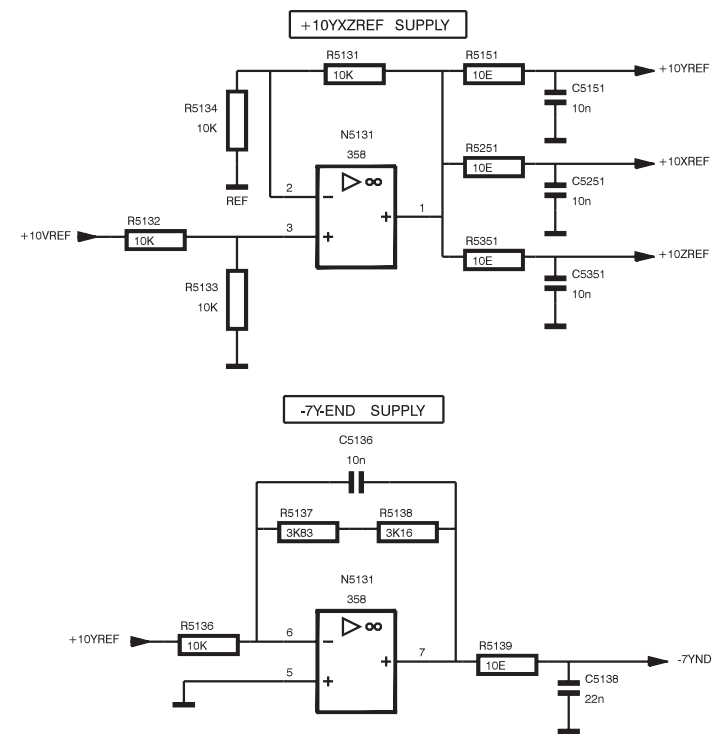 +10YXZREF SUPPLY
R5131
10K
R5151
10E
+10YREF
C5151
10n
R5134
10K
N5131
358
R5251
10E
+10XREF
C5251
10n
REF
2
−
∞
+
1
R5132
10K
+10VREF
3
+
R5351
10E
+10ZREF
C5351
10n
R5133
10K
-7Y-END SUPPLY
C5136
10n
R5137
3K83
R5138
3K16
N5131
358
∞
+10YREF
R5136
10K
6
−
5
+
+
7
R5139
10E
-7YND
C5138
22n